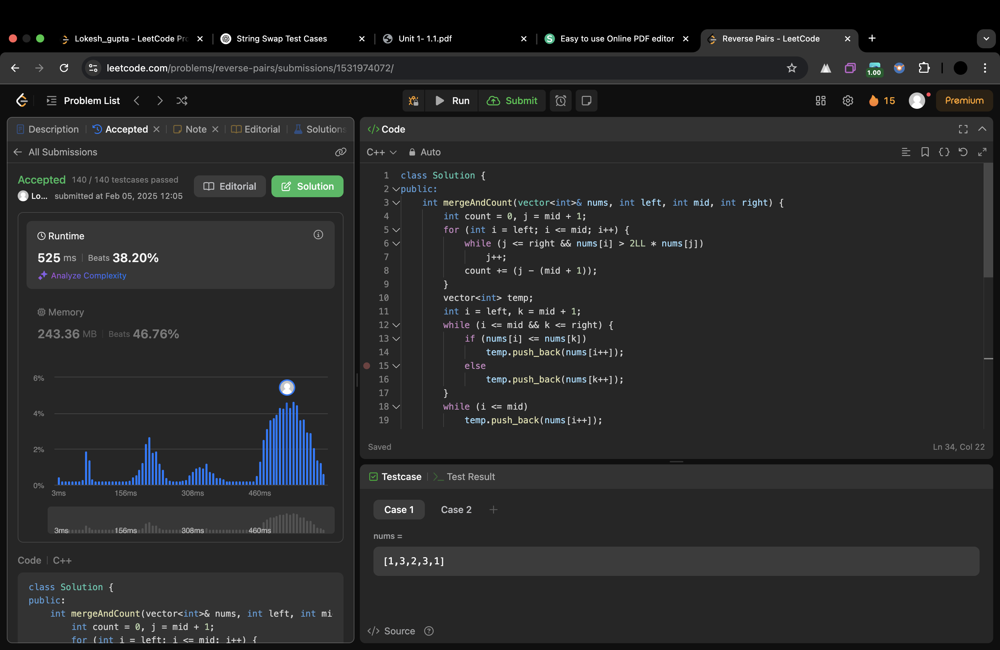 Lokesh_gupta - LeetCode Pro
String Swap Test Cases
Unit 1- 1.1.pdf
Easy to use Online PDF editor
Reverse Pairs - LeetCode
leetcode.com/problems/reverse-pairs/submissions/1531974072/
1.00
Problem List
Run
Submit
15
Premium
Description
Accepted
Note
Editorial
Solutions
All Submissions
Accepted 140 / 140 testcases passed
Lo... submitted at Feb 05, 2025 12:05
Editorial
Solution
Runtime
525 ms Beats 38.20%
Analyze Complexity
Memory
243.36 MB Beats 46.76%
6%
4%
2%
0%
3ms 156ms 308ms 460ms
3ms 156ms 308ms 460ms
Code C++
class Solution {
public:
int mergeAndCount(vector<int>& nums, int left, int mi
int count = 0, j = mid + 1;
for (int i = left; i <= mid; i++) {
</> Code
C++ Auto
1 class Solution {
2 public:
3 int mergeAndCount(vector<int>& nums, int left, int mid, int right) {
4 int count = 0, j = mid + 1;
5 for (int i = left; i <= mid; i++) {
6 while (j <= right && nums[i] > 2LL * nums[j])
7 j++;
8 count += (j - (mid + 1));
9 }
10 vector<int> temp;
11 int i = left, k = mid + 1;
12 while (i <= mid && k <= right) {
13 if (nums[i] <= nums[k])
14 temp.push_back(nums[i++]);
15 else
16 temp.push_back(nums[k++]);
17 }
18 while (i <= mid)
19 temp.push_back(nums[i++]);
Saved
Ln 34, Col 22
Testcase
Test Result
Case 1
Case 2
nums =
[1,3,2,3,1]
</> Source